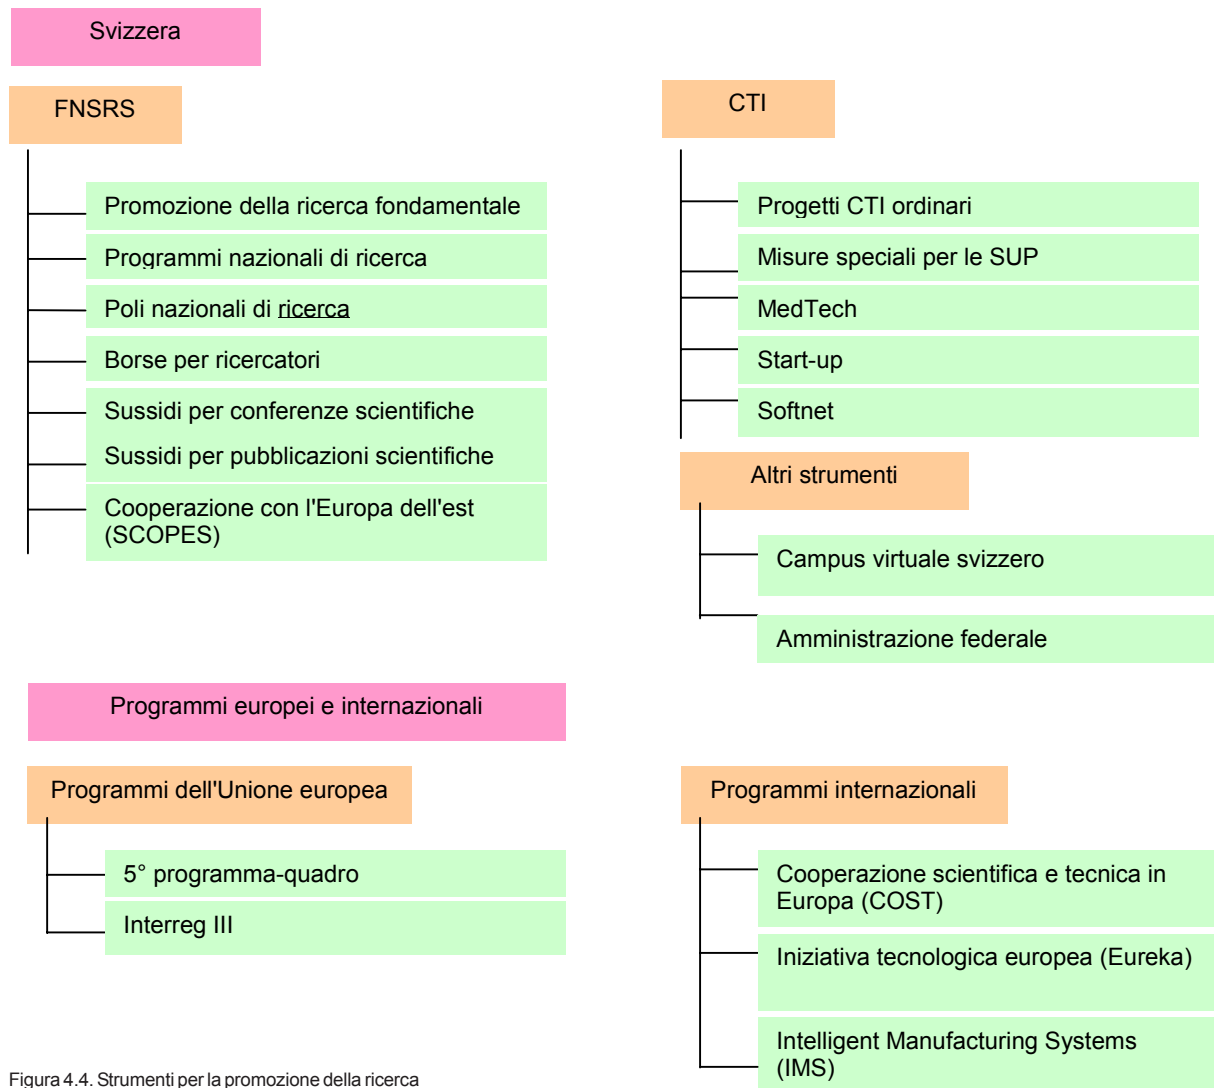 Svizzera
FNSRS
Promozione della ricerca fondamentale
Programmi nazionali di ricerca
Poli nazionali di ricerca
Borse per ricercatori
Sussidi per conferenze scientifiche
Sussidi per pubblicazioni scientifiche
Cooperazione con l'Europa dell'est
(SCOPES)
CTI
Progetti CTI ordinari
Misure speciali per le SUP
MedTech
Start-up
Softnet
Altri strumenti
Campus virtuale svizzero
Amministrazione federale
Programmi europei e internazionali
Programmi dell'Unione europea
5° programma-quadro
Interreg III
Programmi internazionali
Cooperazione scientifica e tecnica in
Europa (COST)
Iniziativa tecnologica europea (Eureka)
Intelligent Manufacturing Systems
(IMS)
Figura 4.4. Strumenti per la promozione della ricerca